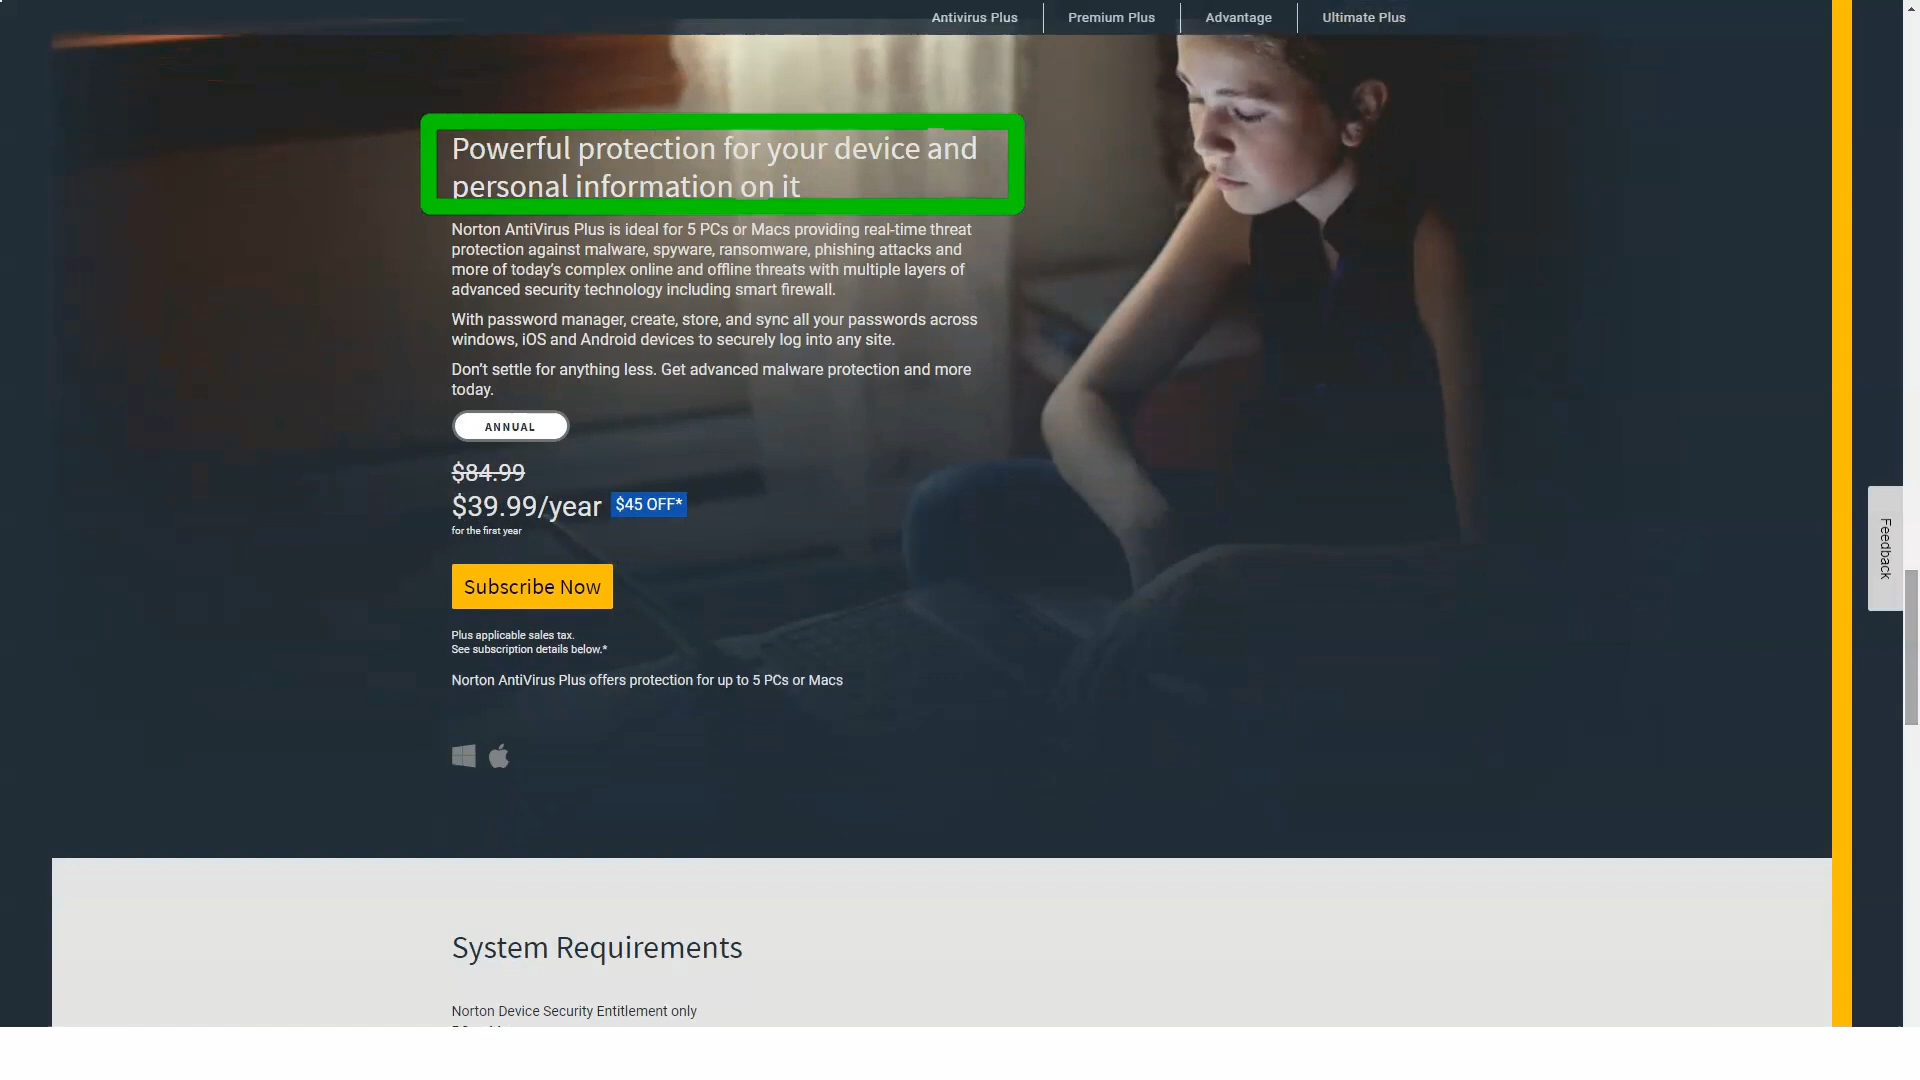 Antivirus Plus
Premium Plus
Advantage
Ultimate Plus
Powerful protection for your device and
personal information on it
Norton AntiVirus Plus is ideal for 5 PCs or Macs providing real-time threat
protection against malware, spyware, ransomware, phishing attacks and
more of today’s complex online and offline threats with multiple layers of
advanced security technology including smart firewall.
With password manager, create, store, and sync all your passwords across
windows, iOS and Android devices to securely log into any site.
Don’t settle for anything less. Get advanced malware protection and more
today.
ANNUAL
$84.99
$39.99/year $45 OFF*
for the first year
Subscribe Now
Plus applicable sales tax.
See subscription details below.*
Norton AntiVirus Plus offers protection for up to 5 PCs or Macs
Feedback
System Requirements
Norton Device Security Entitlement only